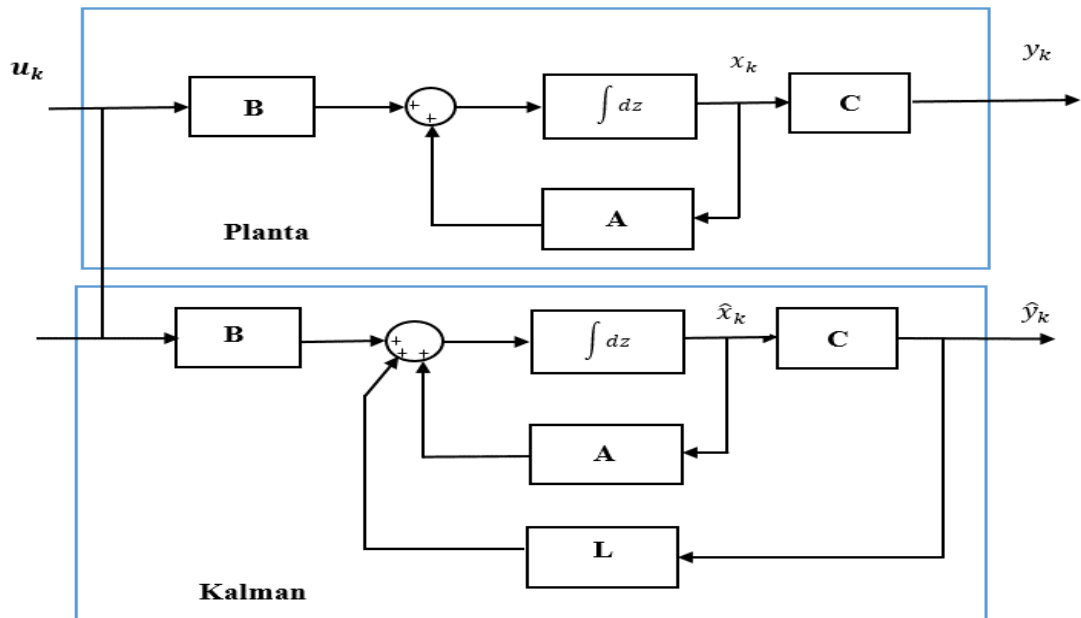 u_k
B
+
+
∫ dz
x_k
C
y_k
A
Planta
B
+
+
+
∫ dz
x̂_k
C
ŷ_k
A
L
Kalman